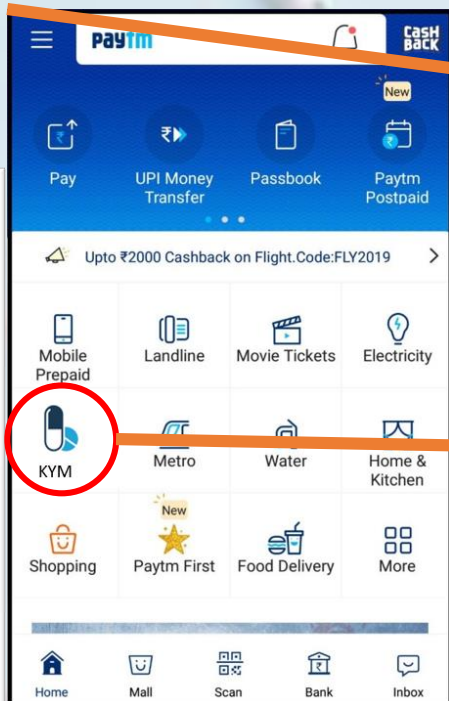 paytm
CASH
BACK
New
Pay
UPI Money
Transfer
Passbook
Paytm
Postpaid
Upto ₹2000 Cashback on Flight.Code:FLY2019
Mobile
Prepaid
Landline
Movie Tickets
Electricity
KYM
Metro
Water
Home &
Kitchen
New
Shopping
Paytm First
Food Delivery
More
Home
Mall
Scan
Bank
Inbox